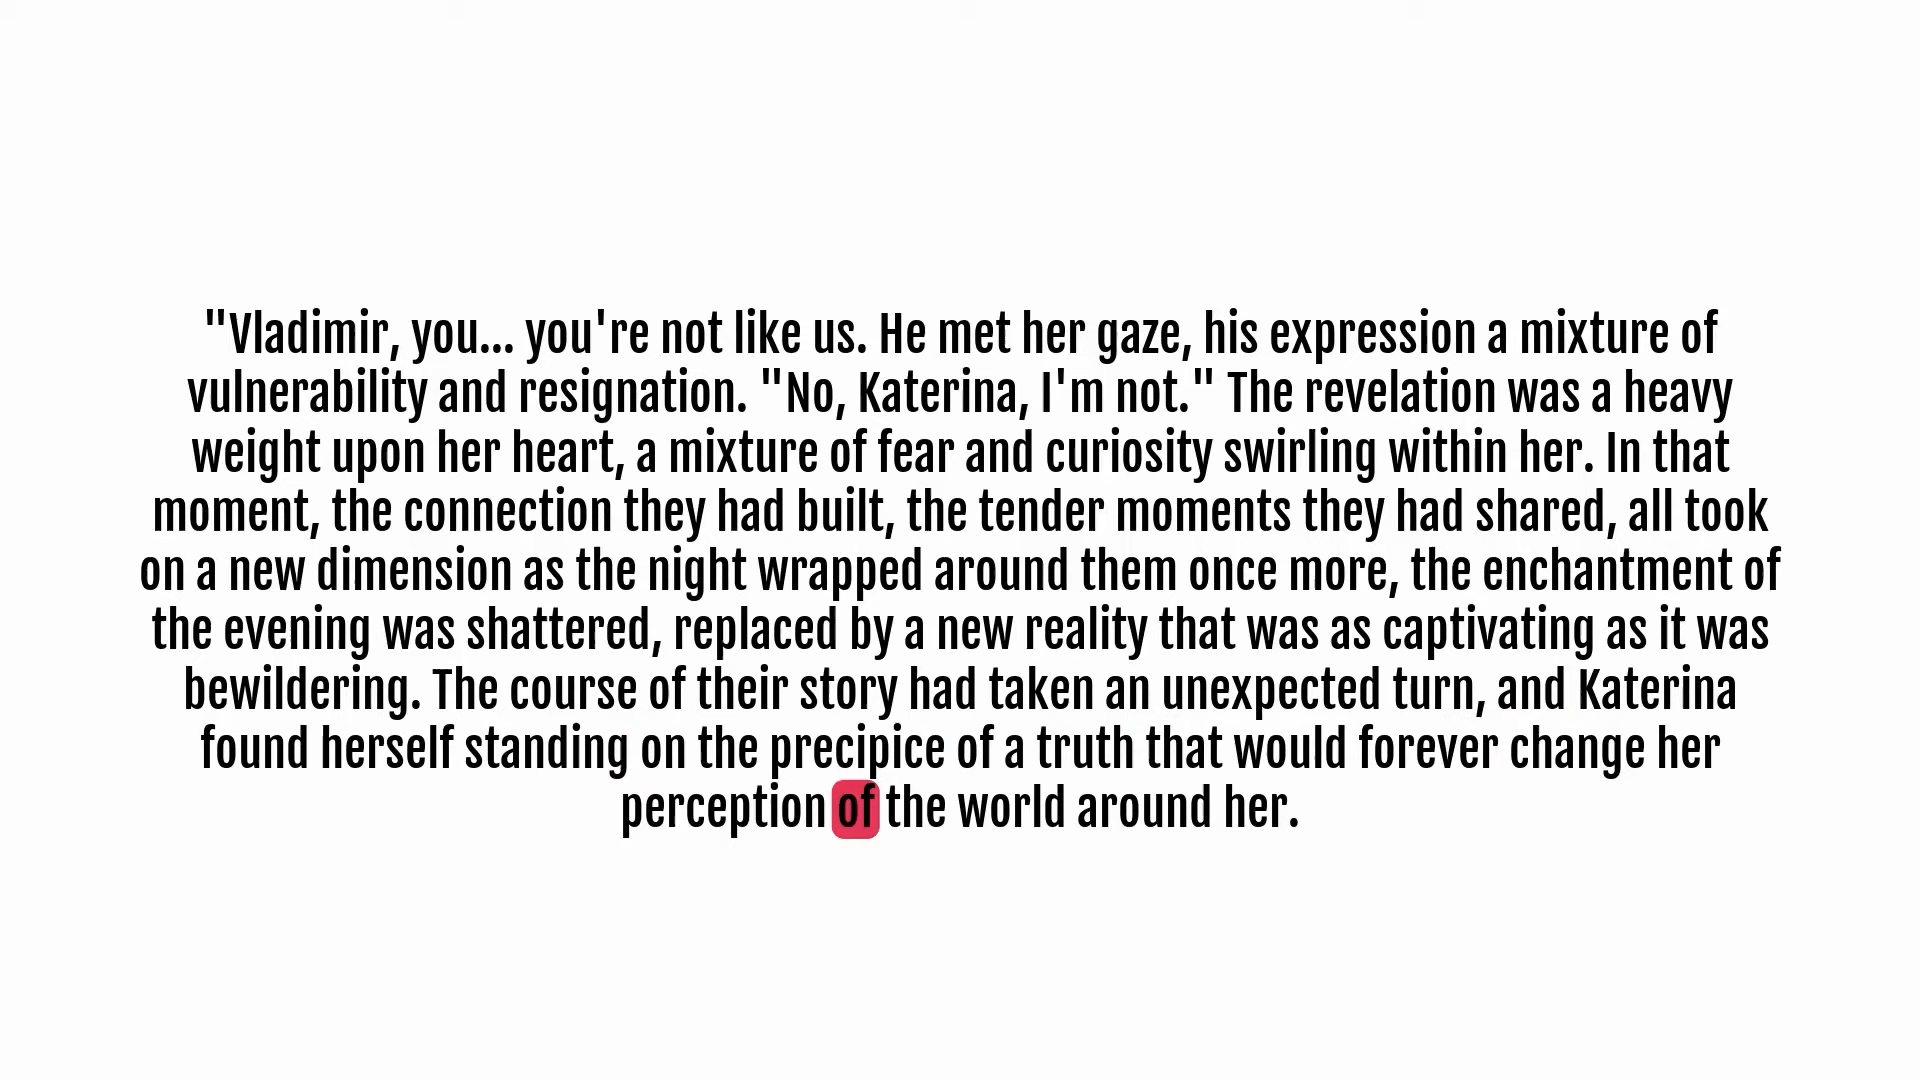 "Vladimir, you... you're not like us. He met her gaze, his expression a mixture of
vulnerability and resignation. "No, Katerina, I'm not." The revelation was a heavy
weight upon her heart, a mixture of fear and curiosity swirling within her. In that
moment, the connection they had built, the tender moments they had shared, all took
on a new dimension as the night wrapped around them once more, the enchantment of
the evening was shattered, replaced by a new reality that was as captivating as it was
bewildering. The course of their story had taken an unexpected turn, and Katerina
found herself standing on the precipice of a truth that would forever change her
perception of the world around her.